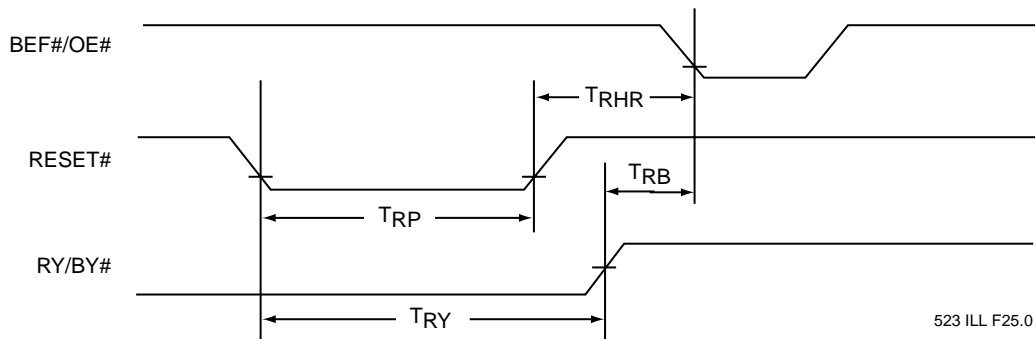 BEF#/OE#
TRHR
RESET#
TRB
TRP
RY/BY#
TRY
523 ILL F25.0